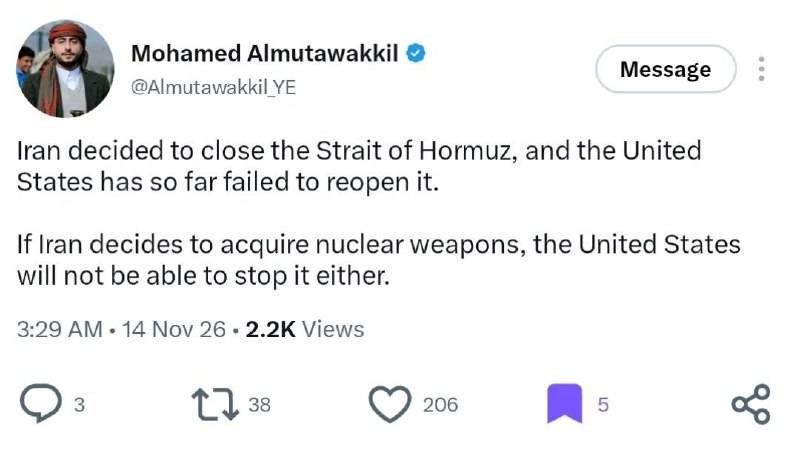 Mohamed Almutawakkil
@Almutawakkil_YE
Message
Iran decided to close the Strait of Hormuz, and the United
States has so far failed to reopen it.
If Iran decides to acquire nuclear weapons, the United States
will not be able to stop it either.
3:29 AM • 14 Nov 26 • 2.2K Views
3 38 206 5